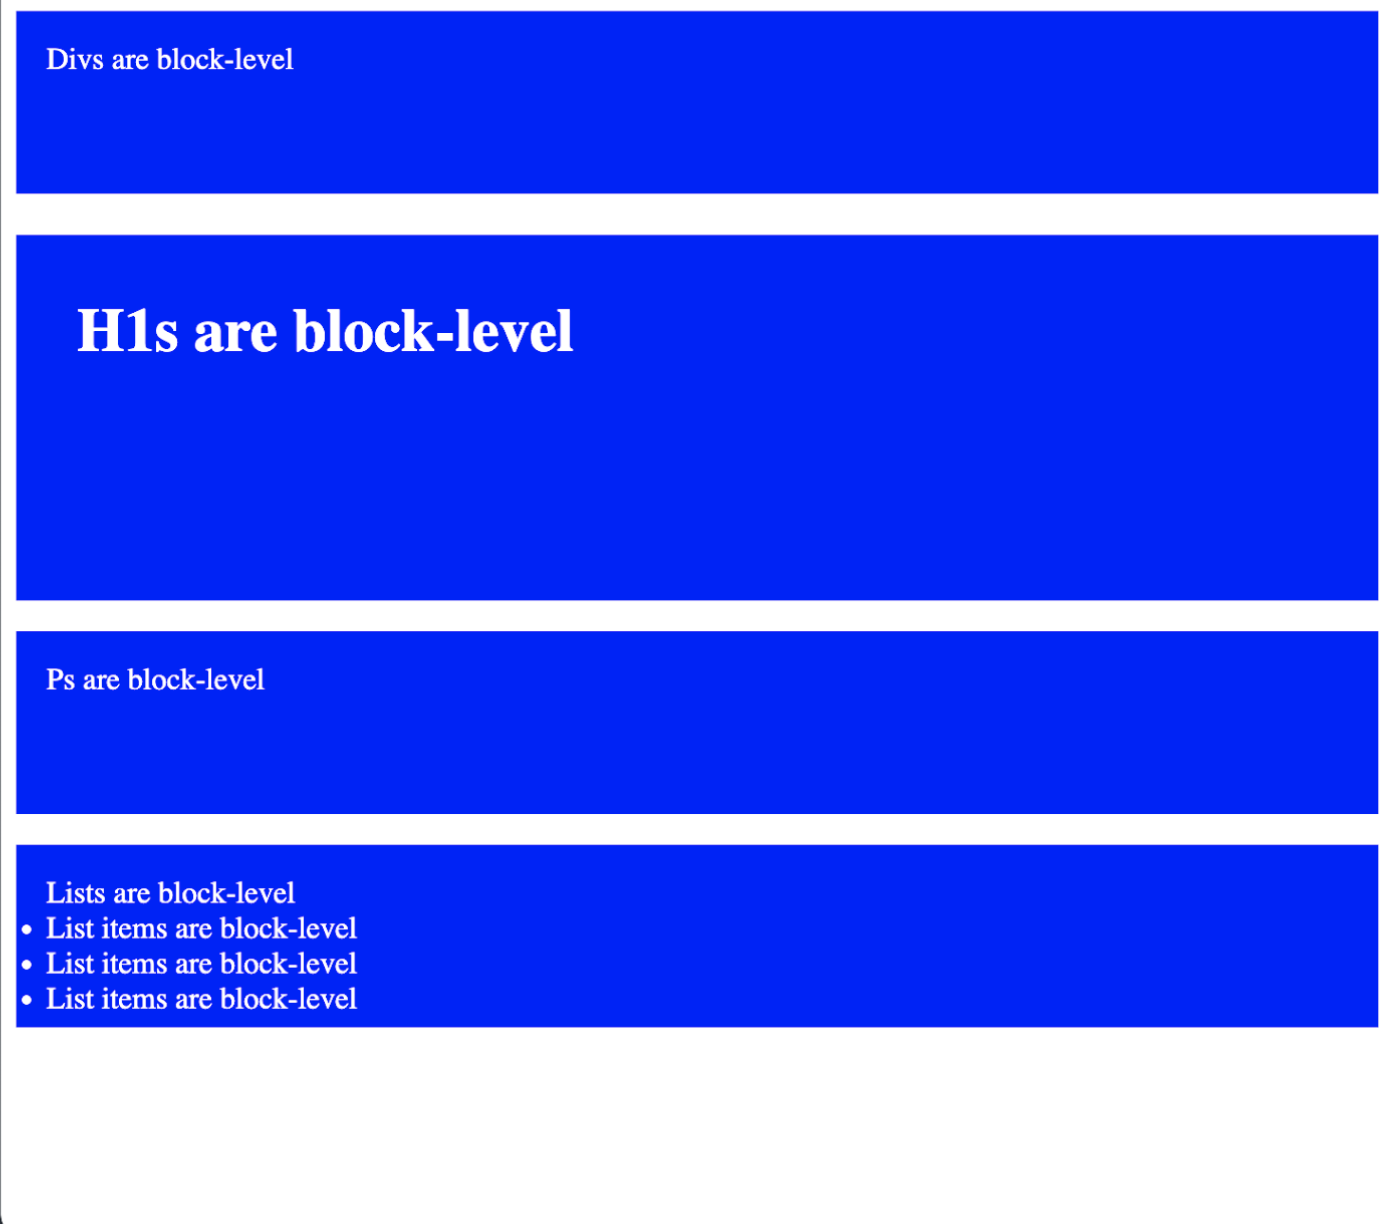 Divs are block-level
H1s are block-level
Ps are block-level
Lists are block-level
• List items are block-level
• List items are block-level
• List items are block-level